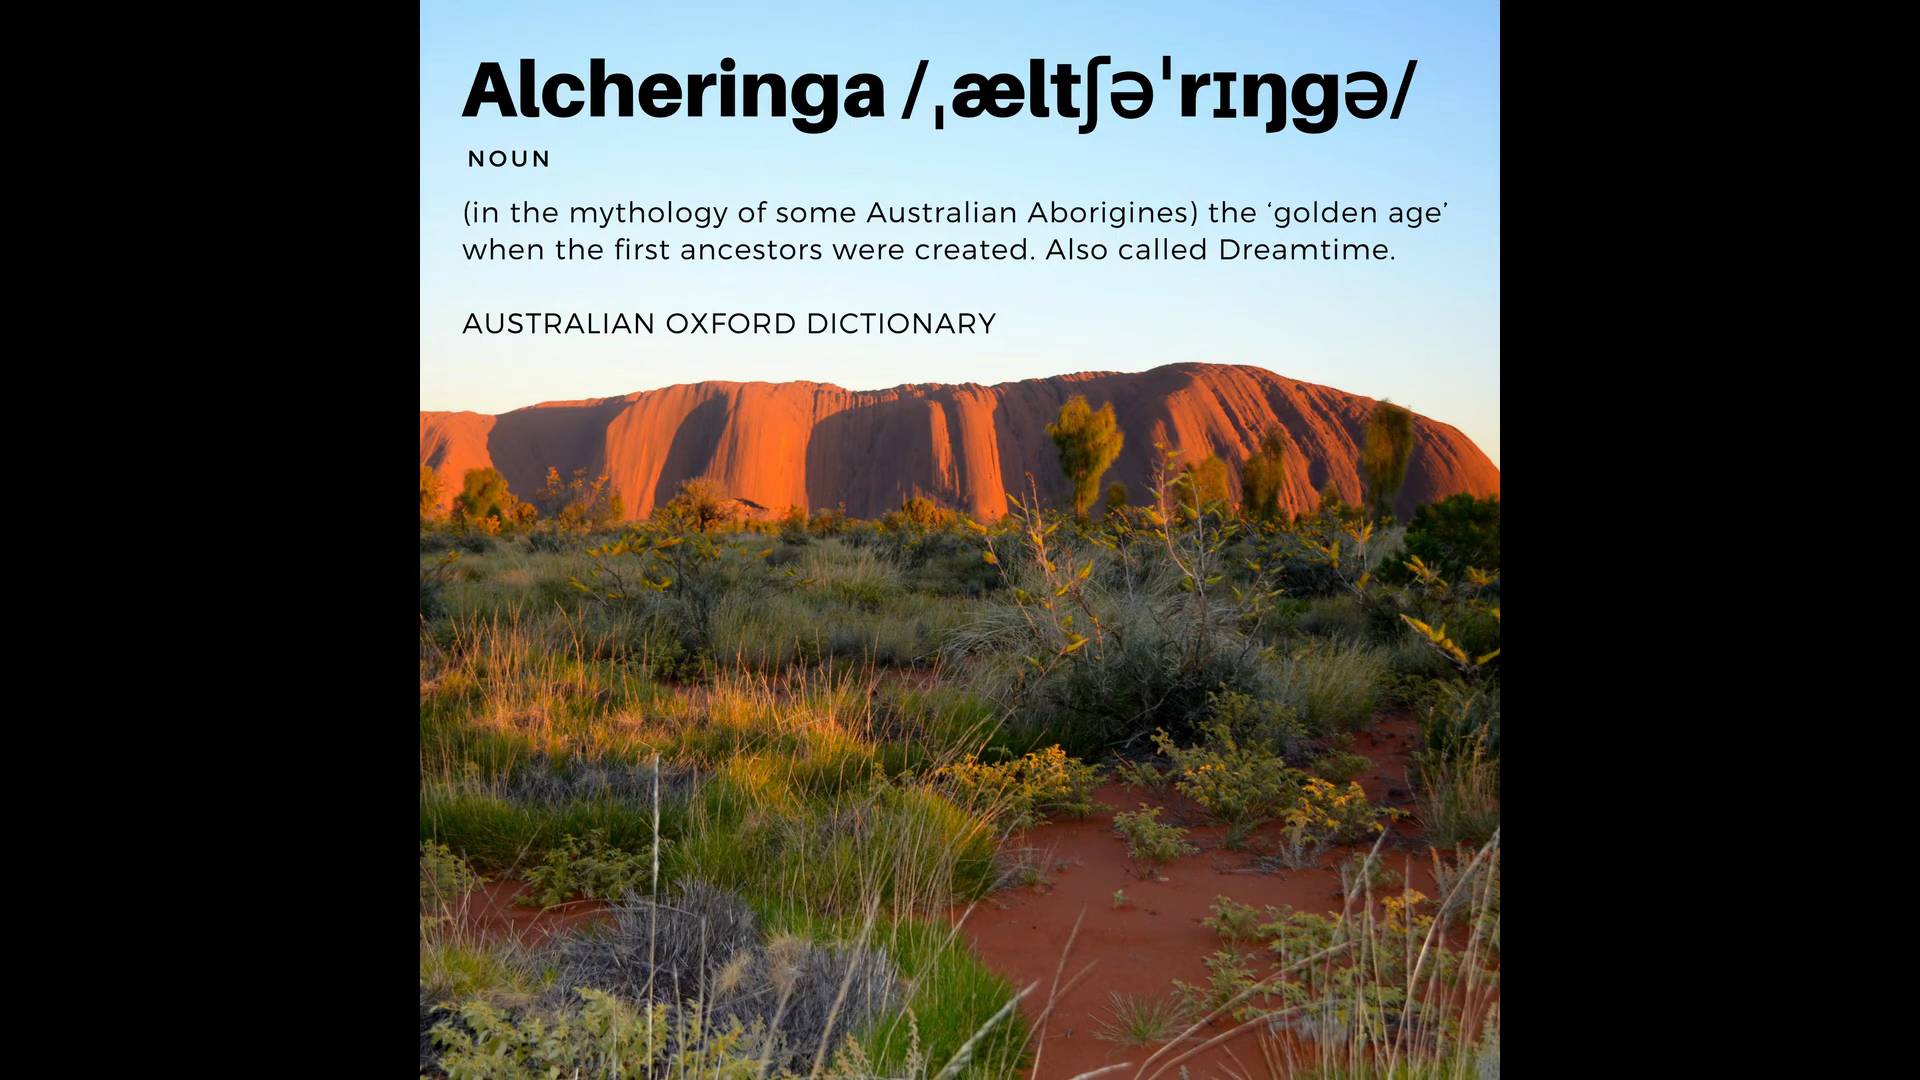 Alcheringa /ˌæltʃəˈrɪŋgə/
NOUN
(in the mythology of some Australian Aborigines) the ‘golden age’
when the first ancestors were created. Also called Dreamtime.
AUSTRALIAN OXFORD DICTIONARY